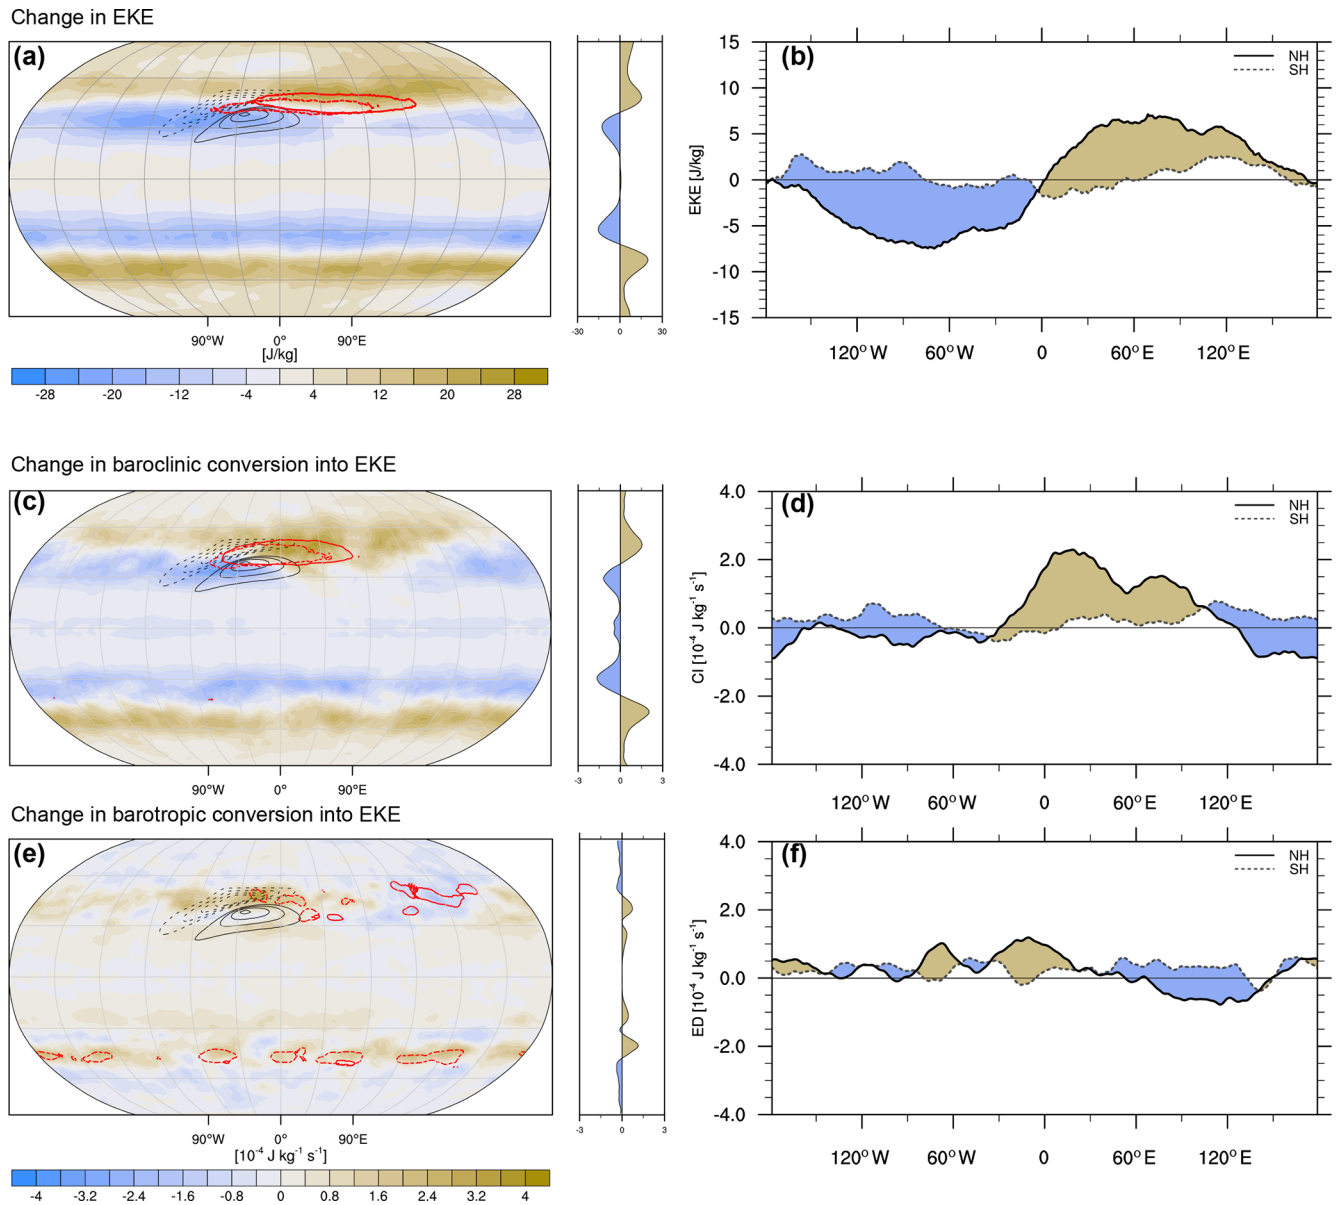 Change in EKE
(a)
90°W 0° 90°E
[J/kg]
-28 -20 -12 -4 4 12 20 28
-30 0 30
(b)
NH
SH
EKE [J/kg]
15
10
5
0
-5
-10
-15
120°W 60°W 0 60°E 120°E
Change in baroclinic conversion into EKE
(c)
90°W 0° 90°E
-3 0 3
(d)
NH
SH
CI [10⁻⁴ J kg⁻¹ s⁻¹]
4.0
2.0
0.0
-2.0
-4.0
120°W 60°W 0 60°E 120°E
Change in barotropic conversion into EKE
(e)
90°W 0° 90°E
[10⁻⁴ J kg⁻¹ s⁻¹]
-4 -3.2 -2.4 -1.6 -0.8 0 0.8 1.6 2.4 3.2 4
-3 0 3
(f)
NH
SH
ED [10⁻⁴ J kg⁻¹ s⁻¹]
4.0
2.0
0.0
-2.0
-4.0
120°W 60°W 0 60°E 120°E